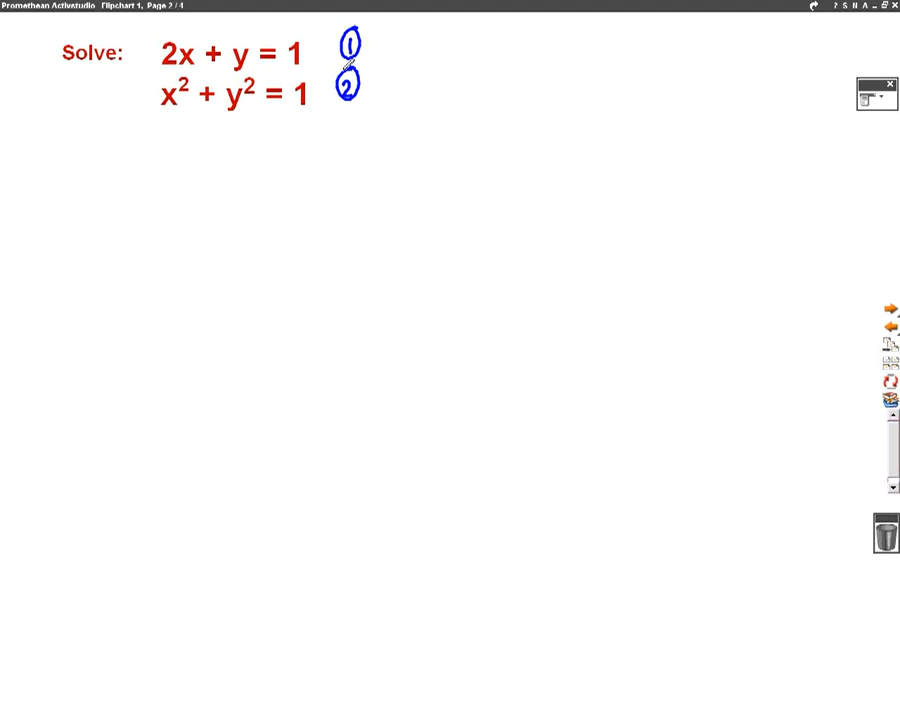 Promethean Activstudio Flipchart 1, Page 2 / 4
? S N A
Solve: 2x + y = 1 ①
x² + y² = 1 ②